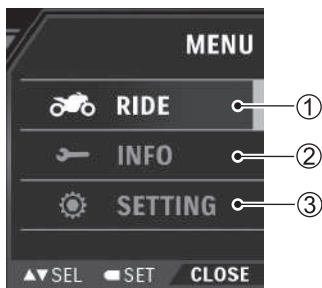 MENU
RIDE ①
INFO ②
SETTING ③
▲▼SEL SET CLOSE